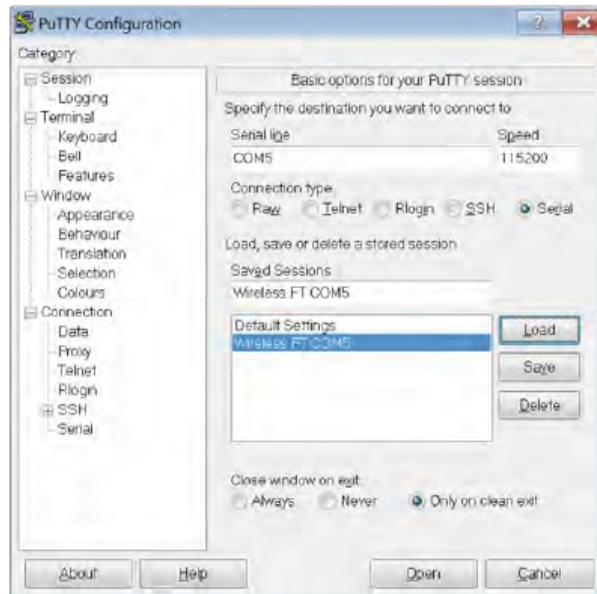 PuTTY Configuration
Category:
Session
Logging
Terminal
Keyboard
Bell
Features
Window
Appearance
Behaviour
Translation
Selection
Colours
Connection
Data
Proxy
Telnet
Rlogin
SSH
Serial
Basic options for your PuTTY session
Specify the destination you want to connect to
Serial line Speed
COM5 115200
Connection type:
Raw Telnet Rlogin SSH Serial
Load, save or delete a stored session
Saved Sessions
Wireless FT COM5
Default Settings
Wireless FT COM5
Load
Save
Delete
Close window on exit:
Always Never Only on clean exit
About Help Open Cancel